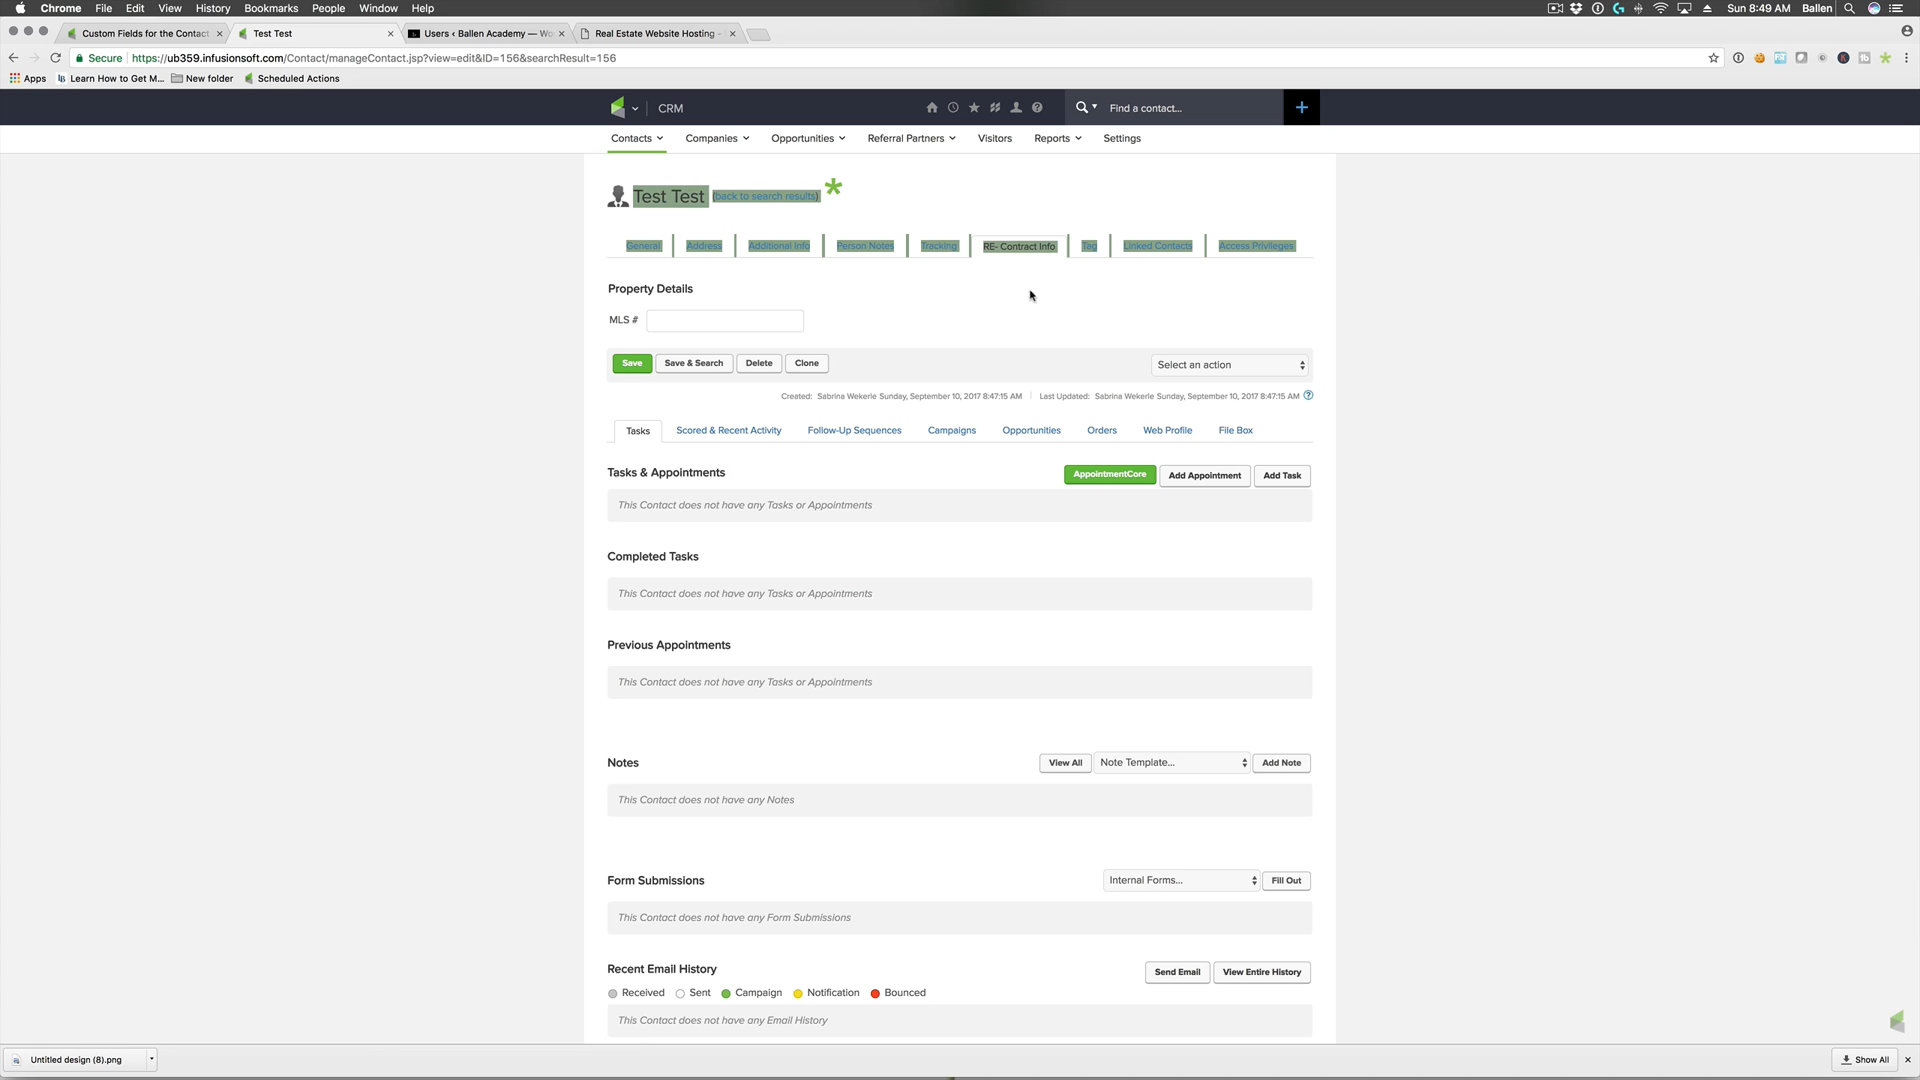 Chrome File Edit View History Bookmarks People Window Help Sun 8:49 AM Ballen
Custom Fields for the Contact Test Test Users ‹ Ballen Academy — Wo Real Estate Website Hosting -
Secure https://ub359.infusionsoft.com/Contact/manageContact.jsp?view=edit&ID=156&searchResult=156
Apps Learn How to Get M... New folder Scheduled Actions
CRM Find a contact...
Contacts Companies Opportunities Referral Partners Visitors Reports Settings
Test Test (back to search results) *
General Address Additional Info Person Notes Tracking RE- Contract Info Tag Linked Contacts Access Privileges
Property Details
MLS #
Save Save & Search Delete Clone Select an action
Created: Sabrina Wekerle Sunday, September 10, 2017 8:47:15 AM | Last Updated: Sabrina Wekerle Sunday, September 10, 2017 8:47:15 AM ?
Tasks Scored & Recent Activity Follow-Up Sequences Campaigns Opportunities Orders Web Profile File Box
Tasks & Appointments AppointmentCore Add Appointment Add Task
This Contact does not have any Tasks or Appointments
Completed Tasks
This Contact does not have any Tasks or Appointments
Previous Appointments
This Contact does not have any Tasks or Appointments
Notes View All Note Template... Add Note
This Contact does not have any Notes
Form Submissions Internal Forms... Fill Out
This Contact does not have any Form Submissions
Recent Email History Send Email View Entire History
Received Sent Campaign Notification Bounced
This Contact does not have any Email History
Untitled design (8).png Show All